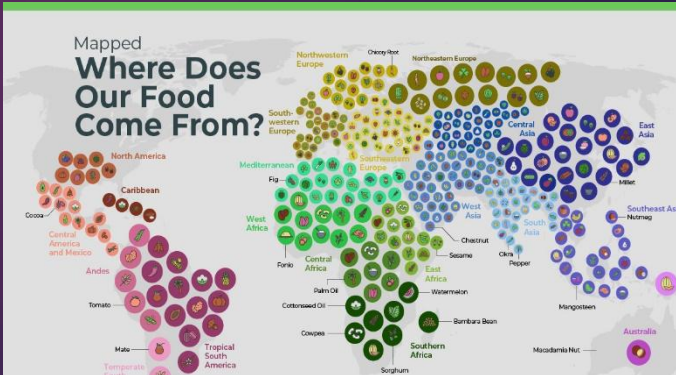 Mapped
Where Does
Our Food
Come From?
Northwestern
Europe
Chicory Root
Northeastern Europe
South-
western
Europe
Southeastern
Europe
Central
Asia
East
Asia
North America
Mediterranean
Fig
Millet
Caribbean
Cocoa
Central
America
and Mexico
West
Africa
West
Asia
South
Asia
Southeast As
Nutmeg
Chestnut
Sesame
Okra
Pepper
Fonio
Central
Africa
East
Africa
Andes
Palm Oil
Watermelon
Tomato
Cottonseed Oil
Mangosteen
Bambara Bean
Cowpea
Australia
Mate
Tropical
South
America
Southern
Africa
Macadamia Nut
Sorghum
Temperate